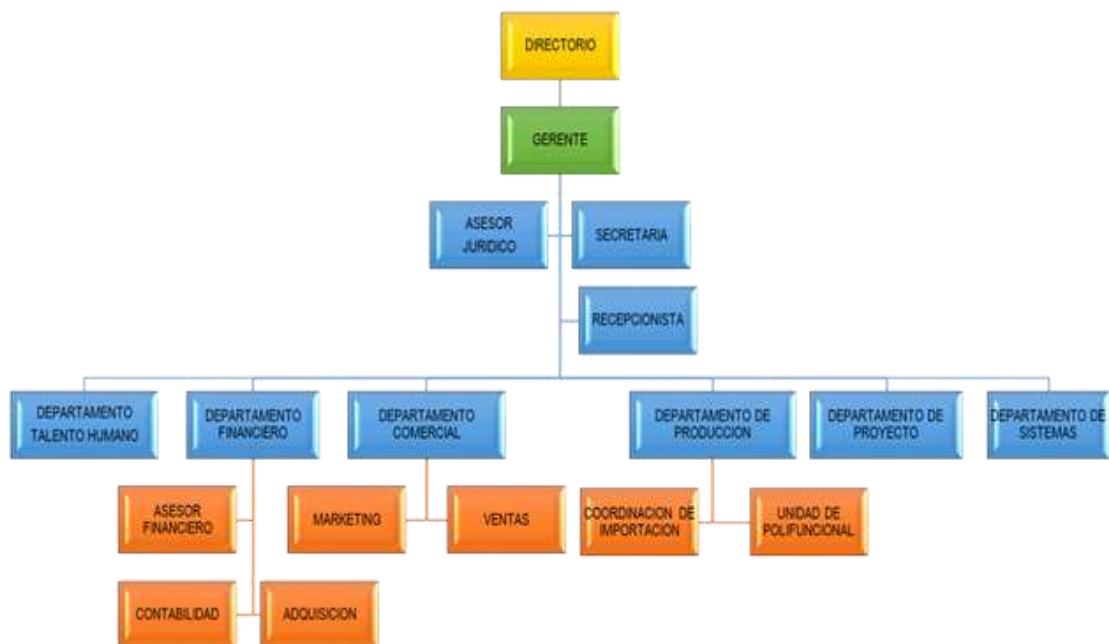 DIRECTORIO
GERENTE
ASESOR
JURIDICO
SECRETARIA
RECEPCIONISTA
DEPARTAMENTO
TALENTO HUMANO
DEPARTAMENTO
FINANCIERO
DEPARTAMENTO
COMERCIAL
DEPARTAMENTO DE
PRODUCCION
DEPARTAMENTO DE
PROYECTO
DEPARTAMENTO DE
SISTEMAS
ASESOR
FINANCIERO
MARKETING
VENTAS
COORDINACION DE
IMPORTACION
UNIDAD DE
POLIFUNCIONAL
CONTABILIDAD
ADQUISICION